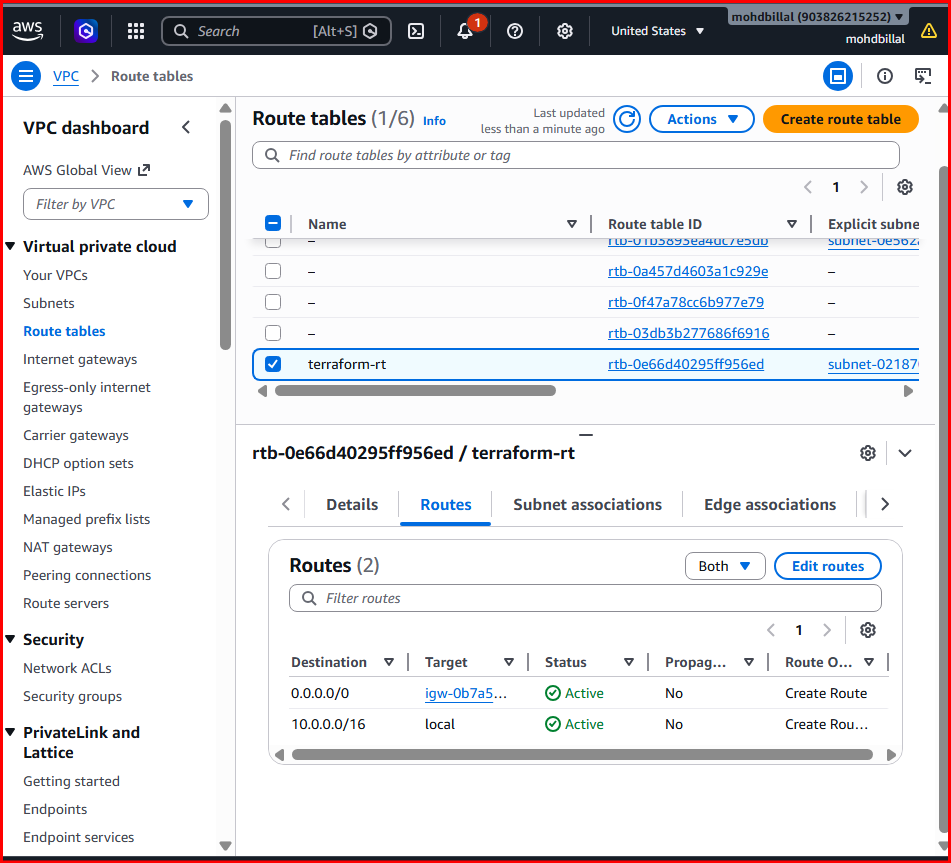 aws
Search [Alt+S]
1
United States
mohdbillal (903826215252)
mohdbillal
VPC Route tables
VPC dashboard
AWS Global View
Filter by VPC
Virtual private cloud
Your VPCs
Subnets
Route tables
Internet gateways
Egress-only internet
gateways
Carrier gateways
DHCP option sets
Elastic IPs
Managed prefix lists
NAT gateways
Peering connections
Route servers
Security
Network ACLs
Security groups
PrivateLink and
Lattice
Getting started
Endpoints
Endpoint services
Route tables (1/6) Info
Last updated
less than a minute ago
Actions
Create route table
Find route tables by attribute or tag
1
Name Route table ID Explicit subne
– rtb-01b3893ea4dc7e5db subnet-0e562
– rtb-0a457d4603a1c929e –
– rtb-0f47a78cc6b977e79 –
– rtb-03db3b277686f6916 –
terraform-rt rtb-0e66d40295ff956ed subnet-02187
rtb-0e66d40295ff956ed / terraform-rt
Details Routes Subnet associations Edge associations
Routes (2)
Both
Edit routes
Filter routes
1
Destination Target Status Propag... Route O...
0.0.0.0/0 igw-0b7a5... Active No Create Route
10.0.0.0/16 local Active No Create Rou...